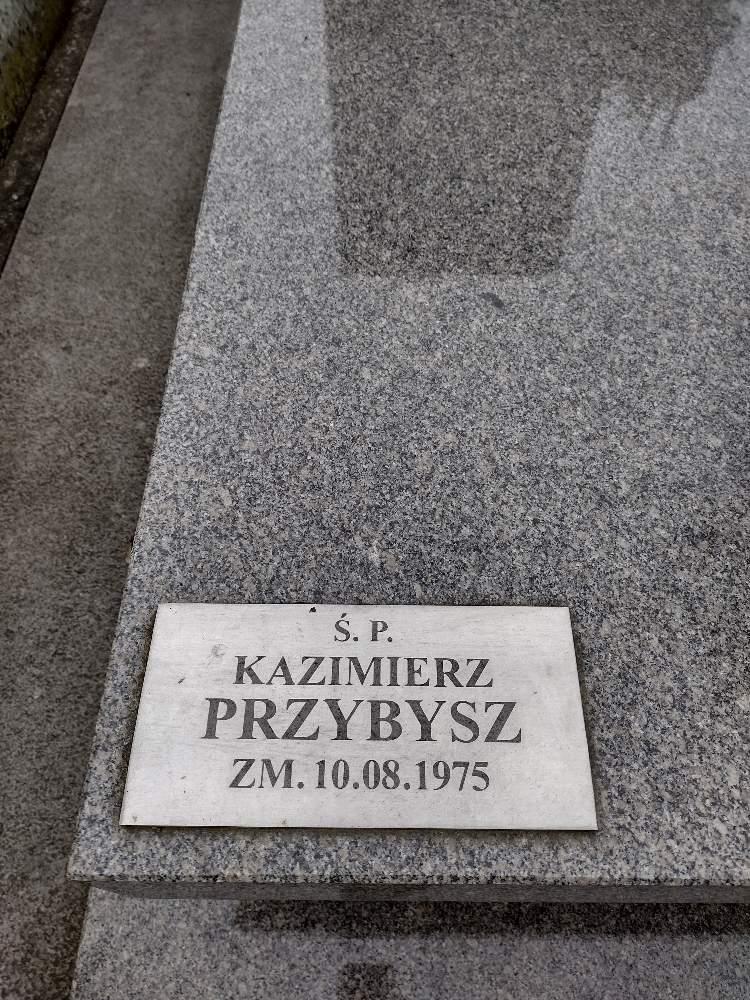 Ś. P.
KAZIMIERZ
PRZYBYSZ
ZM. 10.08.1975